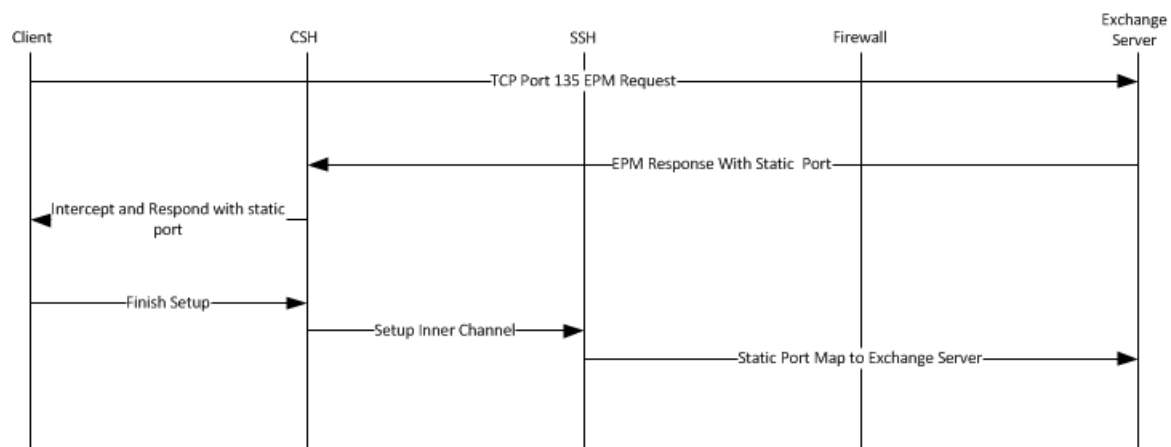 Client
CSH
SSH
Firewall
Exchange
Server
TCP Port 135 EPM Request
EPM Response With Static Port
Intercept and Respond with static
port
Finish Setup
Setup Inner Channel
Static Port Map to Exchange Server